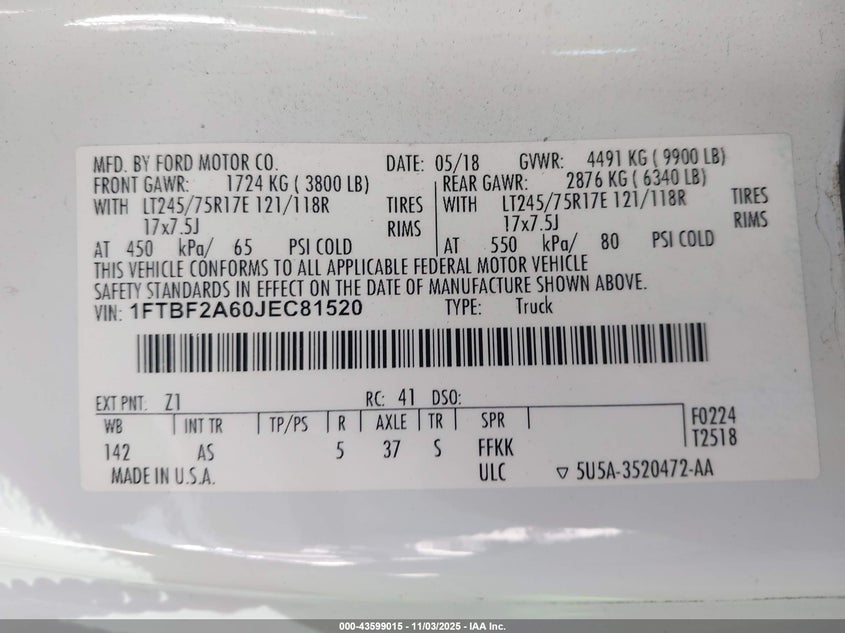 MFD. BY FORD MOTOR CO. DATE: 05/18 GVWR: 4491 KG ( 9900 LB)
FRONT GAWR: 1724 KG ( 3800 LB) REAR GAWR: 2876 KG ( 6340 LB)
WITH LT245/75R17E 121/118R TIRES WITH LT245/75R17E 121/118R TIRES
17x7.5J RIMS 17x7.5J RIMS
AT 450 kPa/ 65 PSI COLD AT 550 kPa/ 80 PSI COLD
THIS VEHICLE CONFORMS TO ALL APPLICABLE FEDERAL MOTOR VEHICLE
SAFETY STANDARDS IN EFFECT ON THE DATE OF MANUFACTURE SHOWN ABOVE.
VIN: 1FTBF2A60JEC81520 TYPE: Truck
EXT PNT: Z1 RC: 41 DSO:
WB INT TR TP/PS R AXLE TR SPR F0224
T2518
142 AS 5 37 S FFKK
MADE IN U.S.A. ULC ▽ 5U5A-3520472-AA
000-43599015 - 11/03/2025 - IAA Inc.